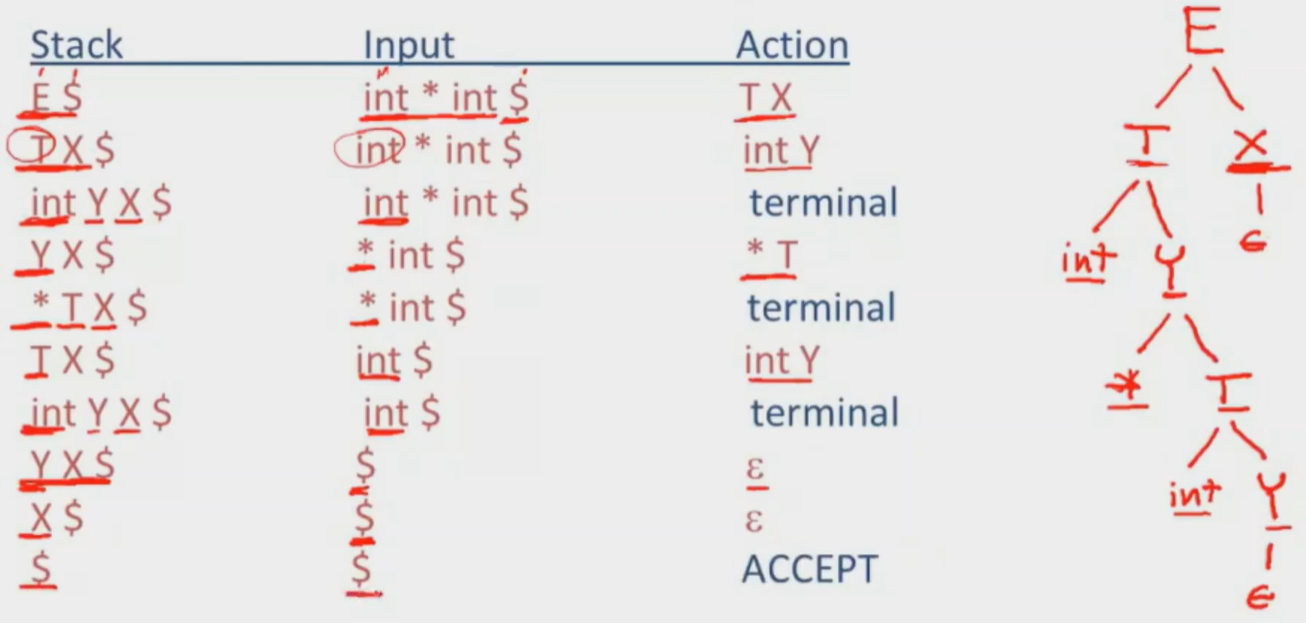 Stack Input Action
E $ int * int $ T X
T X $ int * int $ int Y
int Y X $ int * int $ terminal
Y X $ * int $ * T
* T X $ * int $ terminal
T X $ int $ int Y
int Y X $ int $ terminal
Y X $ $ ε
X $ $ ε
$ $ ACCEPT
E
T X
int Y ε
* T
int Y
ε